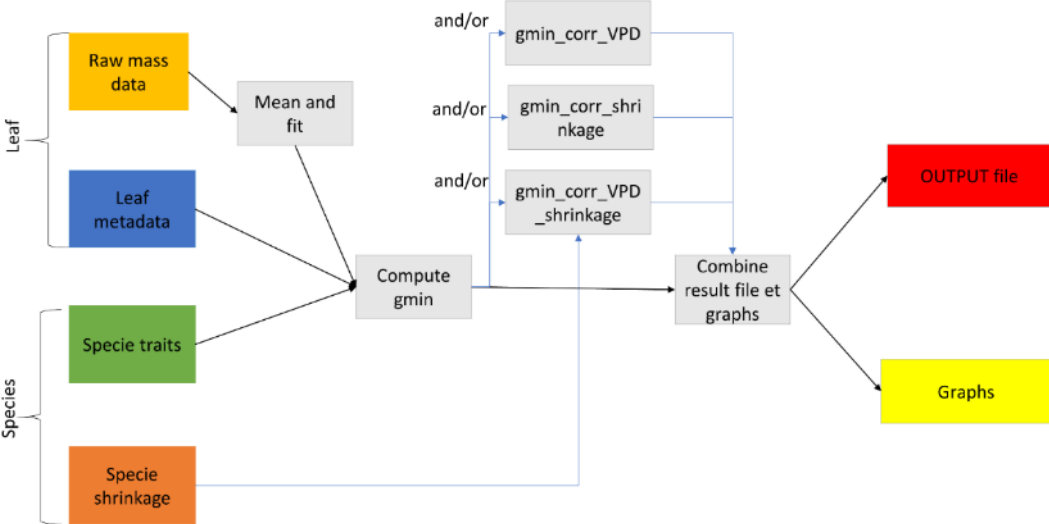 and/or
gmin_corr_VPD
Raw mass
data
Mean and
fit
and/or
gmin_corr_shri
nkage
Leaf
Leaf
metadata
and/or
gmin_corr_VPD
_shrinkage
OUTPUT file
Compute
gmin
Combine
result file et
graphs
Specie traits
Graphs
Species
Specie
shrinkage